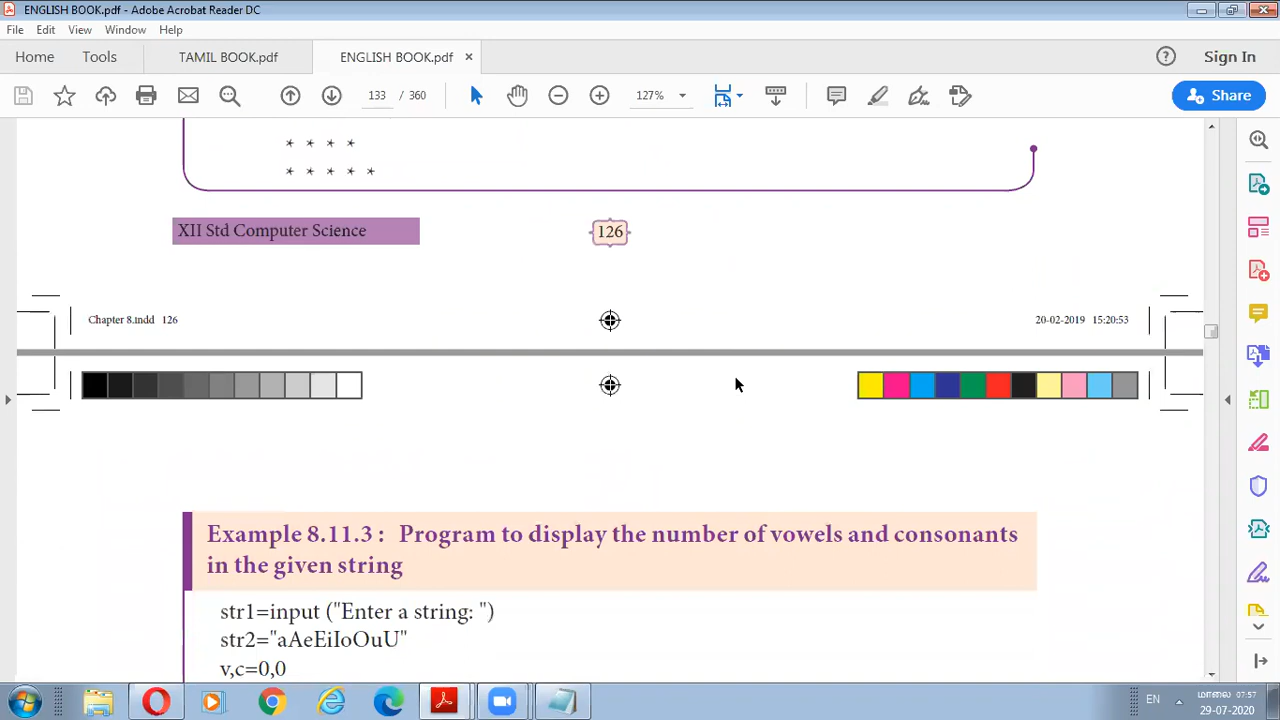 ENGLISH BOOK.pdf - Adobe Acrobat Reader DC
File Edit View Window Help
Home Tools TAMIL BOOK.pdf ENGLISH BOOK.pdf ×
133 / 360 127% Share
Sign In
* * * *
* * * * *
XII Std Computer Science 126
Chapter 8.indd 126 20-02-2019 15:20:53
Example 8.11.3 : Program to display the number of vowels and consonants
in the given string
str1=input ("Enter a string: ")
str2="aAeEiIoOuU"
v,c=0,0
EN மாலை 07:57
29-07-2020